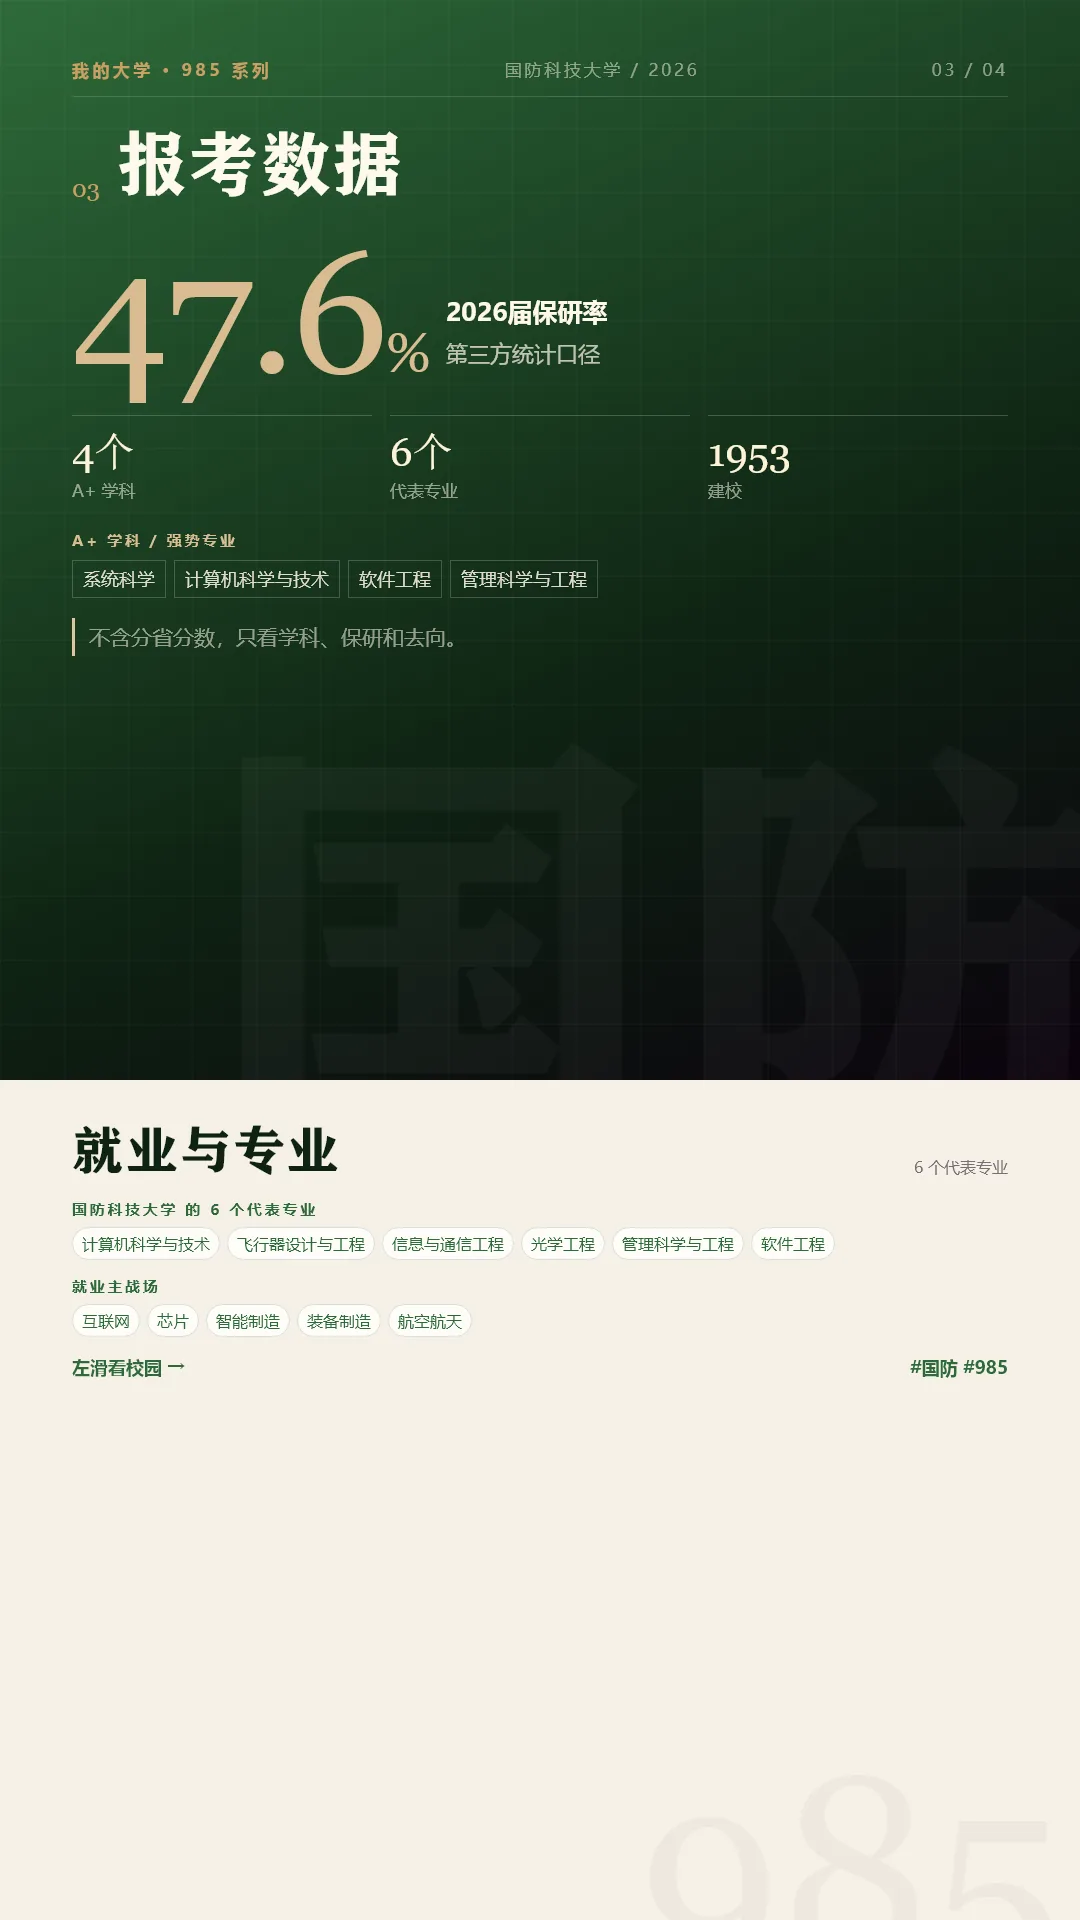 我的大学 · 985 系列
国防科技大学 / 2026
03 / 04
03 报考数据
47.6%
2026届保研率
第三方统计口径
4个
A+ 学科
6个
代表专业
1953
建校
A+ 学科 / 强势专业
系统科学 计算机科学与技术 软件工程 管理科学与工程
不含分省分数，只看学科、保研和去向。
国防
就业与专业
6 个代表专业
国防科技大学 的 6 个代表专业
计算机科学与技术 飞行器设计与工程 信息与通信工程 光学工程 管理科学与工程 软件工程
就业主战场
互联网 芯片 智能制造 装备制造 航空航天
左滑看校园 →
#国防 #985
985